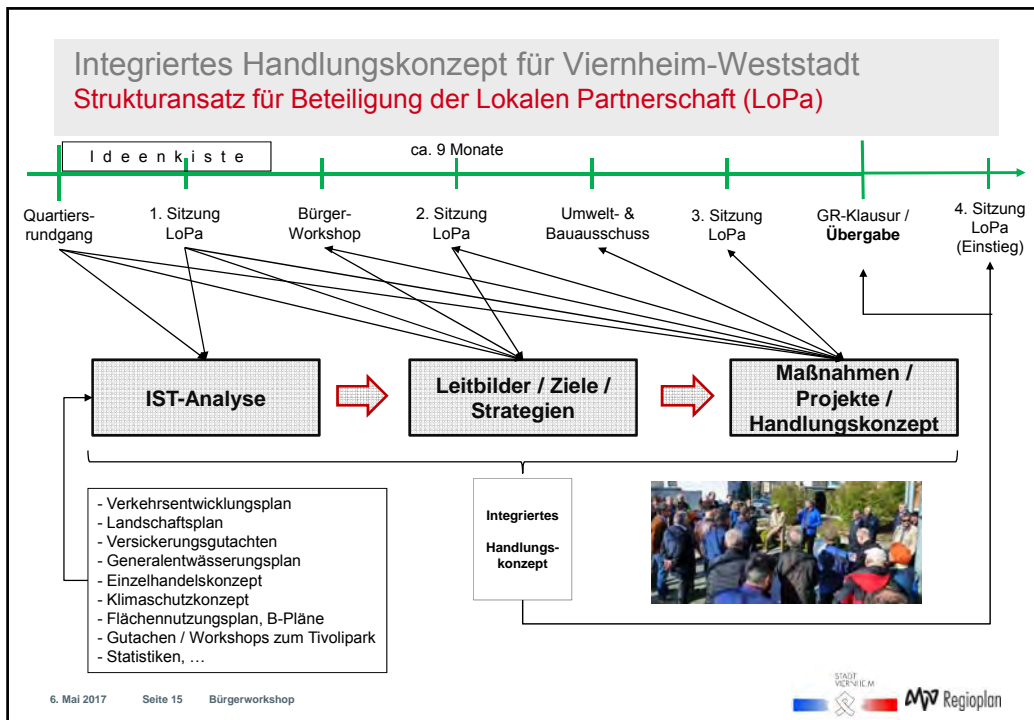 Integriertes Handlungskonzept für Viernheim-Weststadt
Strukturansatz für Beteiligung der Lokalen Partnerschaft (LoPa)
Ideenkiste
ca. 9 Monate
Quartiers-
rundgang
1. Sitzung
LoPa
Bürger-
Workshop
2. Sitzung
LoPa
Umwelt- &
Bauausschuss
3. Sitzung
LoPa
GR-Klausur /
Übergabe
4. Sitzung
LoPa
(Einstieg)
IST-Analyse
Leitbilder / Ziele /
Strategien
Maßnahmen /
Projekte /
Handlungskonzept
- Verkehrsentwicklungsplan
- Landschaftsplan
- Versickerungsgutachten
- Generalentwässerungsplan
- Einzelhandelskonzept
- Klimaschutzkonzept
- Flächennutzungsplan, B-Pläne
- Gutachen / Workshops zum Tivolipark
- Statistiken, …
Integriertes
Handlungs-
konzept
6. Mai 2017 Seite 15 Bürgerworkshop
STADT
VIERNHEIM
Regioplan